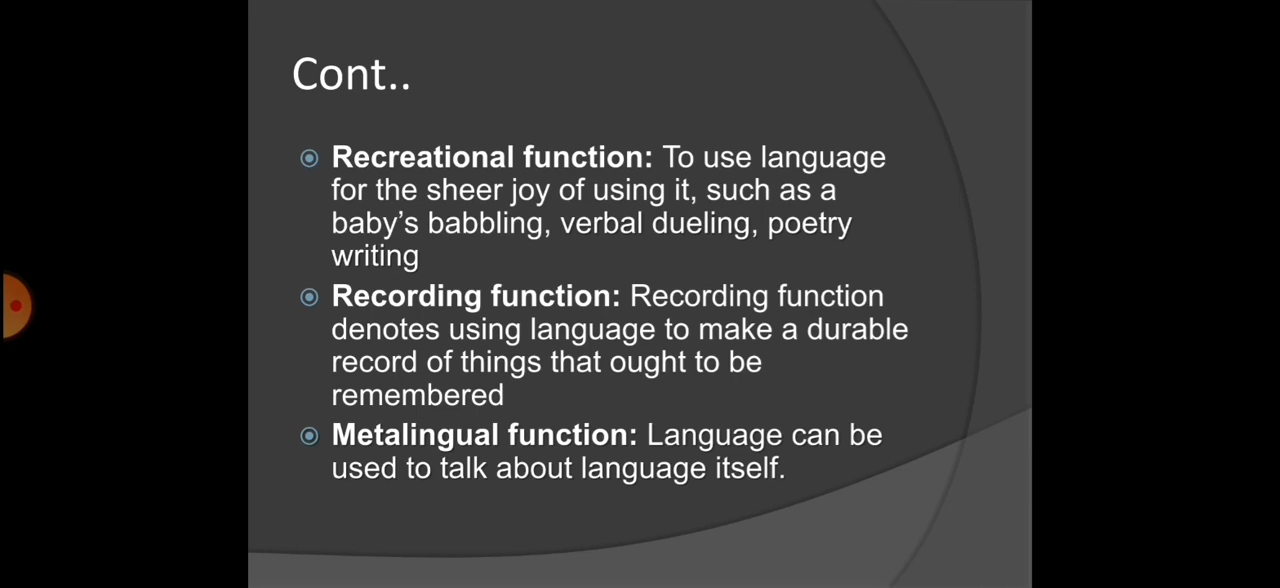 Cont..
Recreational function: To use language
for the sheer joy of using it, such as a
baby’s babbling, verbal dueling, poetry
writing
Recording function: Recording function
denotes using language to make a durable
record of things that ought to be
remembered
Metalingual function: Language can be
used to talk about language itself.